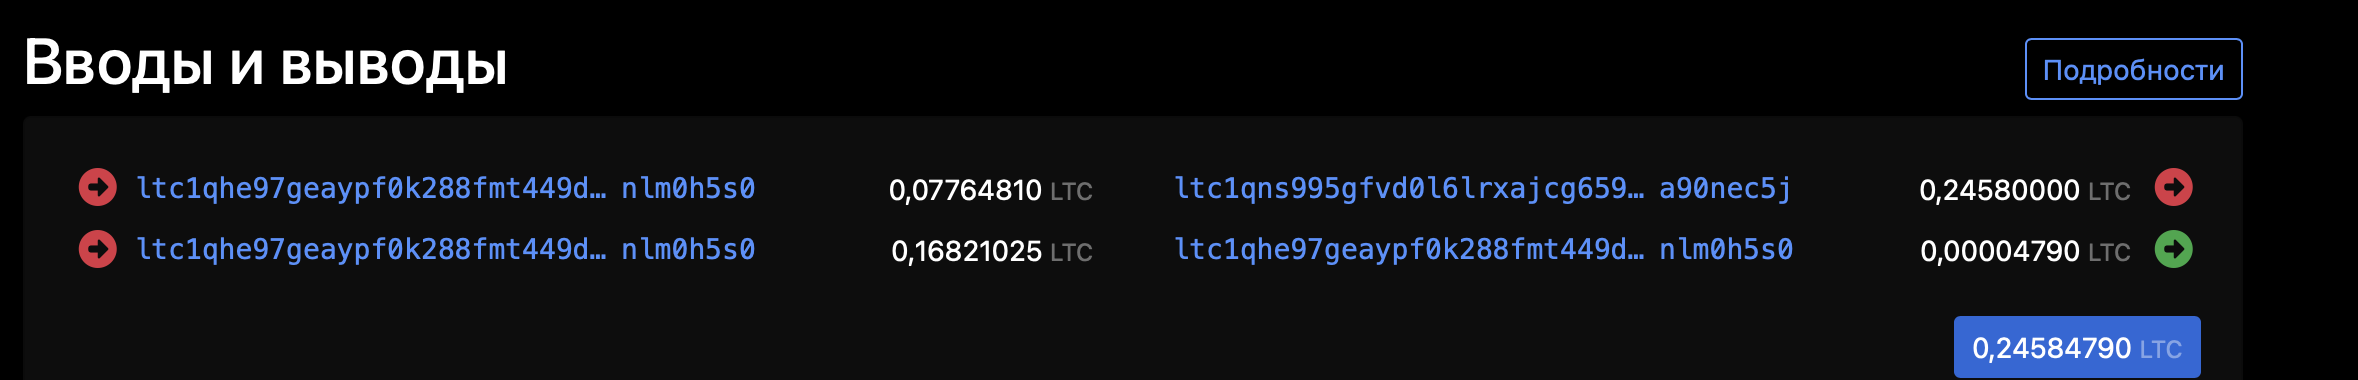 Вводы и выводы
Подробности
ltc1qhe97geaypf0k288fmt449d… nlm0h5s0 0,07764810 LTC ltc1qns995gfvd0l6lrxajcg659… a90nec5j 0,24580000 LTC
ltc1qhe97geaypf0k288fmt449d… nlm0h5s0 0,16821025 LTC ltc1qhe97geaypf0k288fmt449d… nlm0h5s0 0,00004790 LTC
0,24584790 LTC